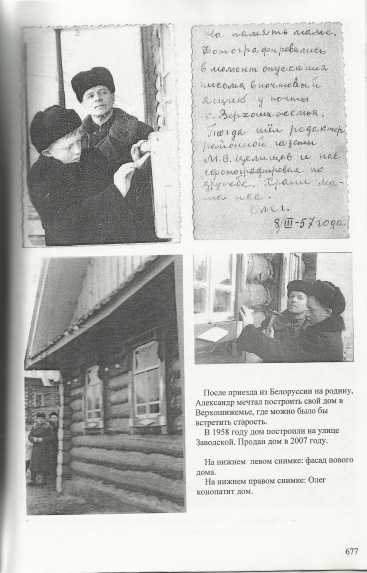 На память маме.
Фотографировались
в момент опускания
письма в почтовый
ящик у почты
с. Верхошижемья.
Тогда шёл редактор
районной газеты
М.В. Целищев и нас
сфотографировал по
дружбе. Храни ма-
ма нас.
Олег.
8/III-57 года.
После приезда из Белоруссии на родину,
Александр мечтал построить свой дом в
Верхошижемье, где можно было бы
встретить старость.
В 1958 году дом построили на улице
Заводской. Продан дом в 2007 году.
На нижнем левом снимке: фасад нового
дома.
На нижнем правом снимке: Олег
конопатит дом.
677